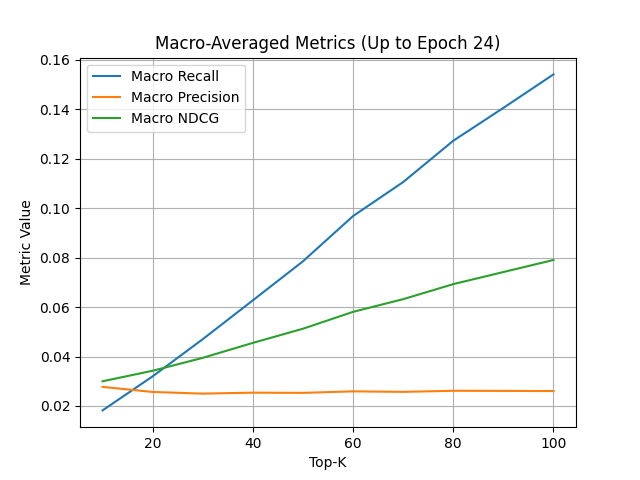 Macro-Averaged Metrics (Up to Epoch 24)
Macro Recall
Macro Precision
Macro NDCG
Metric Value
0.16
0.14
0.12
0.10
0.08
0.06
0.04
0.02
20 40 60 80 100
Top-K